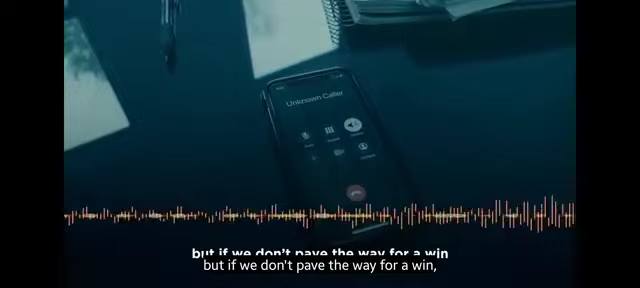 Unknown Caller
but if we don't pave the way for a win
but if we don't pave the way for a win,